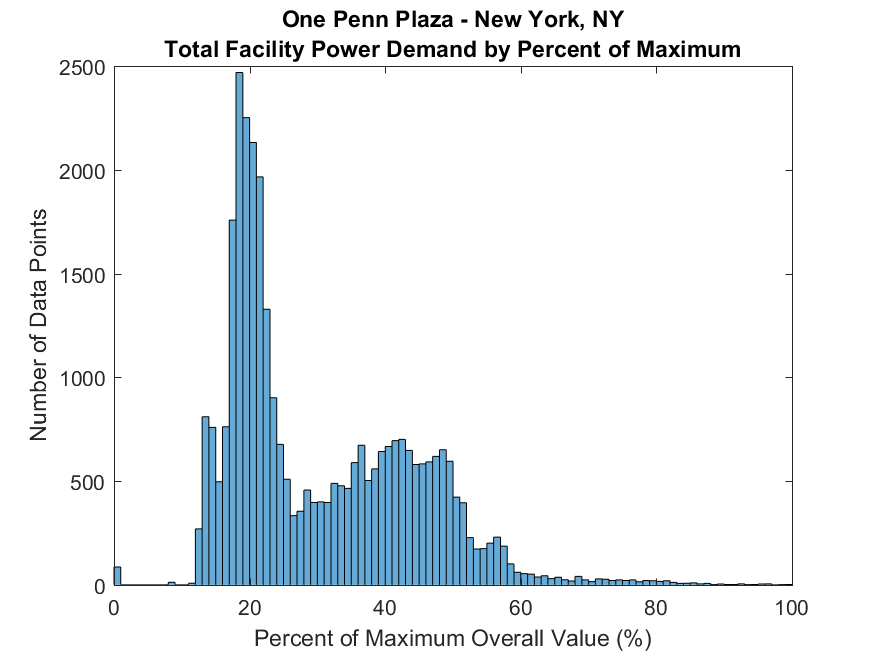 One Penn Plaza - New York, NY
Total Facility Power Demand by Percent of Maximum
2500
2000
1500
1000
500
0
Number of Data Points
0 20 40 60 80 100
Percent of Maximum Overall Value (%)